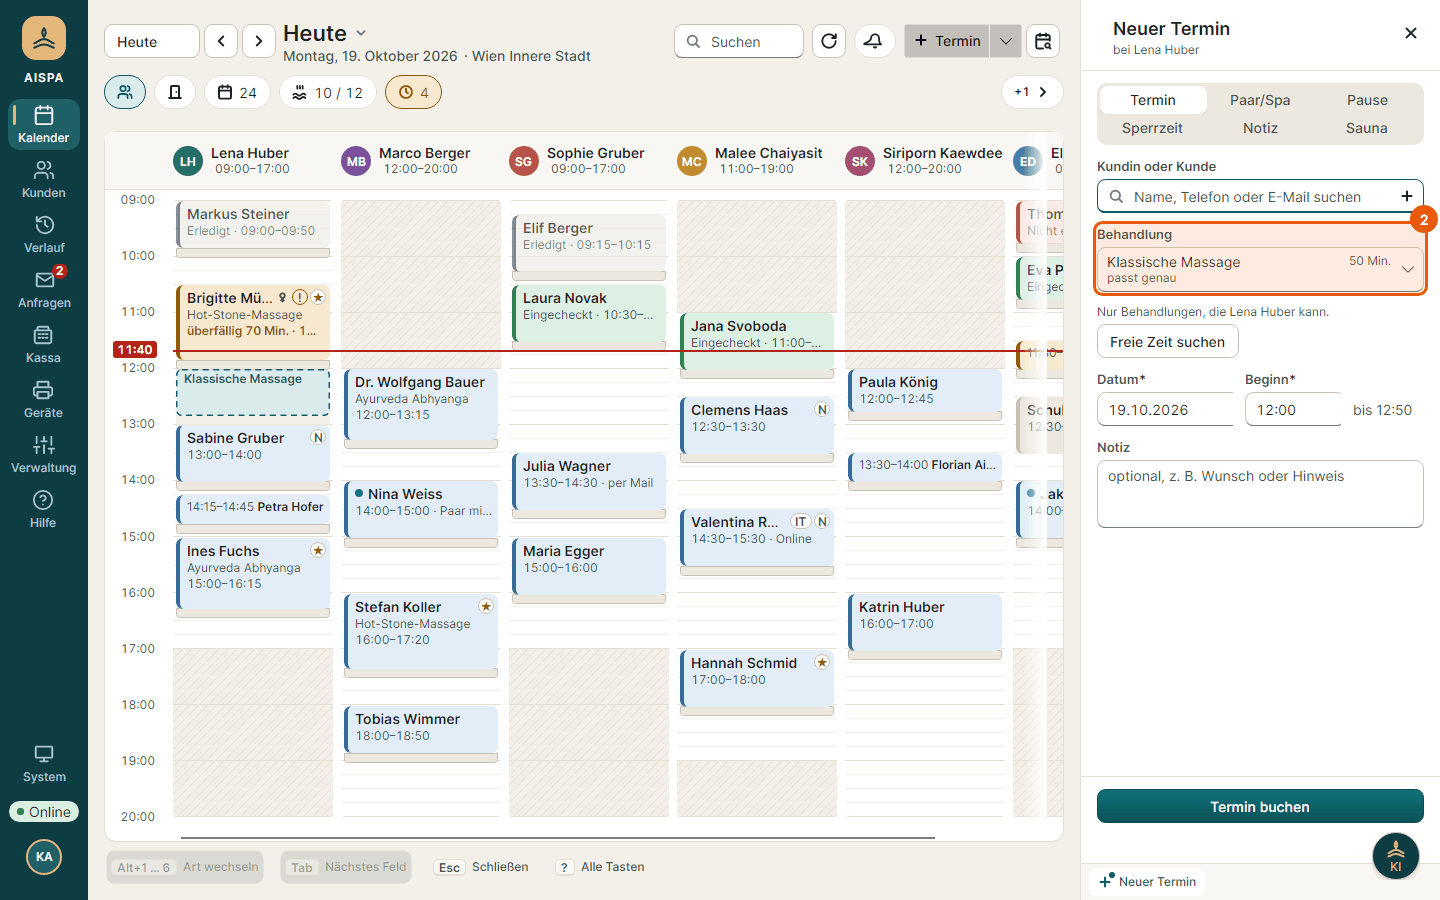 AISPA
Kalender
Kunden
Verlauf
2
Anfragen
Kassa
Geräte
Verwaltung
Hilfe
System
Online
KA
Heute
Heute
Montag, 19. Oktober 2026 · Wien Innere Stadt
Suchen
Termin
24
10 / 12
4
+1
LH
Lena Huber
09:00–17:00
MB
Marco Berger
12:00–20:00
SG
Sophie Gruber
09:00–17:00
MC
Malee Chaiyasit
11:00–19:00
SK
Siriporn Kaewdee
12:00–20:00
ED
09:00
10:00
11:00
11:40
12:00
13:00
14:00
15:00
16:00
17:00
18:00
19:00
20:00
Markus Steiner
Erledigt · 09:00–09:50
Brigitte Mü... !
Hot-Stone-Massage
überfällig 70 Min. · 1...
Klassische Massage
Sabine Gruber N
13:00–14:00
14:15–14:45 Petra Hofer
Ines Fuchs
Ayurveda Abhyanga
15:00–16:15
Dr. Wolfgang Bauer
Ayurveda Abhyanga
12:00–13:15
Nina Weiss
14:00–15:00 · Paar mi...
Stefan Koller
Hot-Stone-Massage
16:00–17:20
Tobias Wimmer
18:00–18:50
Elif Berger
Erledigt · 09:15–10:15
Laura Novak
Eingecheckt · 10:30–...
Julia Wagner
13:30–14:30 · per Mail
Maria Egger
15:00–16:00
Jana Svoboda
Eingecheckt · 11:00–...
Clemens Haas N
12:30–13:30
Valentina R... IT N
14:30–15:30 · Online
Hannah Schmid
17:00–18:00
Paula König
12:00–12:45
13:30–14:00 Florian Ai...
Katrin Huber
16:00–17:00
Eva P
Alt+1 ... 6 Art wechseln
Tab Nächstes Feld
Esc Schließen
? Alle Tasten
Neuer Termin
bei Lena Huber
Termin
Paar/Spa
Pause
Sperrzeit
Notiz
Sauna
Kundin oder Kunde
Name, Telefon oder E-Mail suchen
2
Behandlung
Klassische Massage
50 Min.
passt genau
Nur Behandlungen, die Lena Huber kann.
Freie Zeit suchen
Datum*
Beginn*
19.10.2026
12:00
bis 12:50
Notiz
optional, z. B. Wunsch oder Hinweis
Termin buchen
KI
Neuer Termin